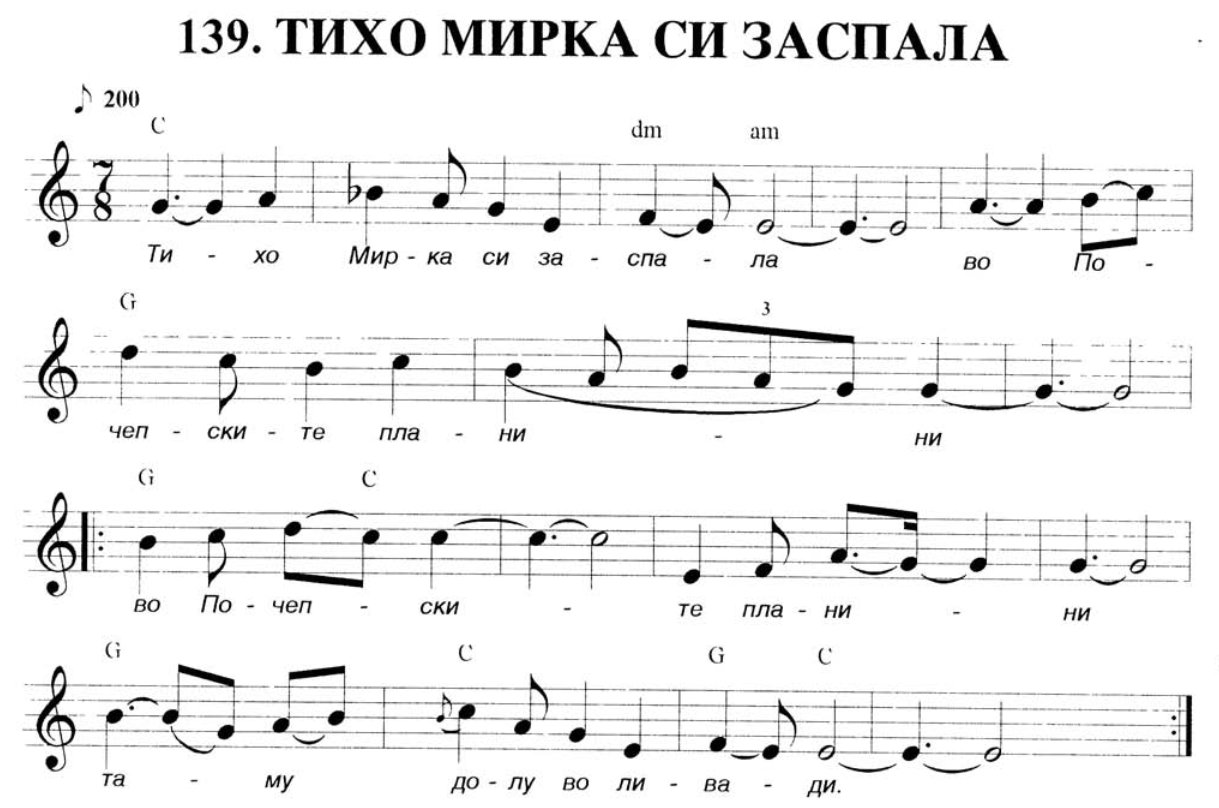 139. ТИХО МИРКА СИ ЗАСПАЛА
200
C dm am
7 8
Ти - хо Мир - ка си за - спа - ла во По -
G 3
чеп - ски - те пла - ни - ни
G C
во По - чеп - ски - те пла - ни - ни
G C G C
та - му до - лу во ли - ва - ди.